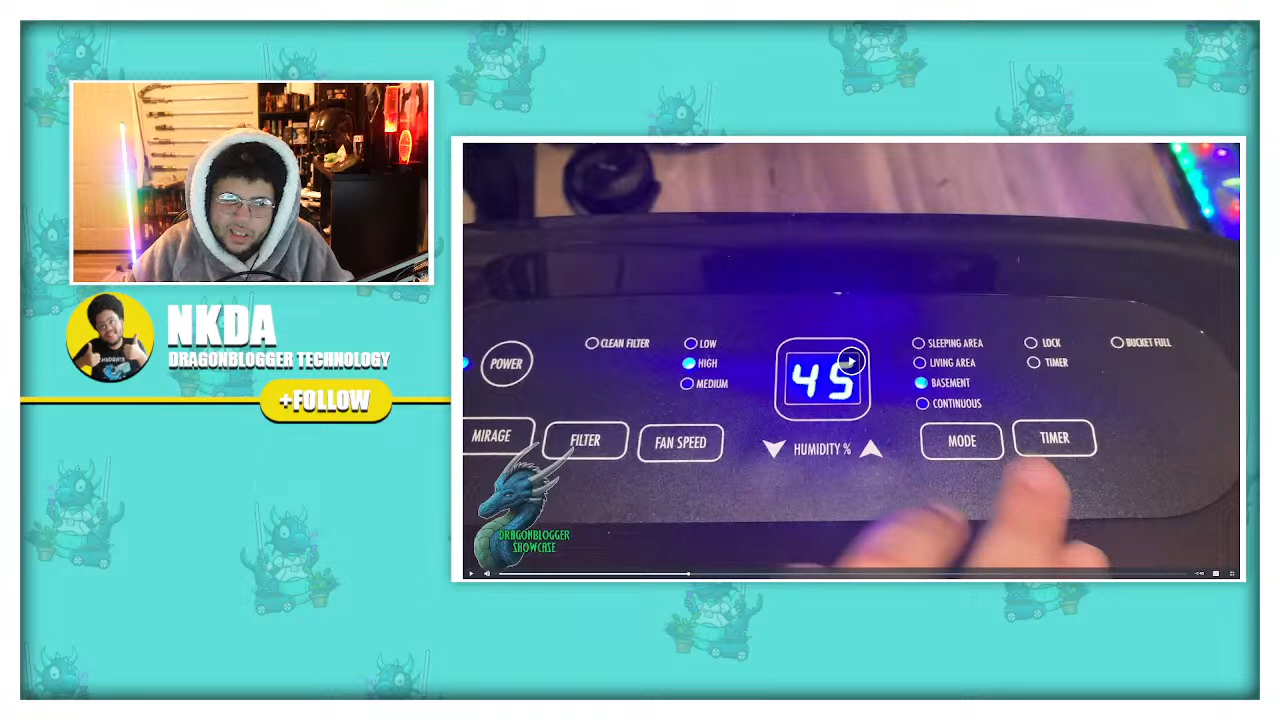 NKDA
DRAGONBLOGGER TECHNOLOGY
+FOLLOW
CLEAN FILTER
LOW
HIGH
MEDIUM
POWER
45
SLEEPING AREA
LIVING AREA
BASEMENT
CONTINUOUS
LOCK
TIMER
BUCKET FULL
MIRAGE
FILTER
FAN SPEED
HUMIDITY %
MODE
TIMER
DRAGONBLOGGER
SHOWCASE